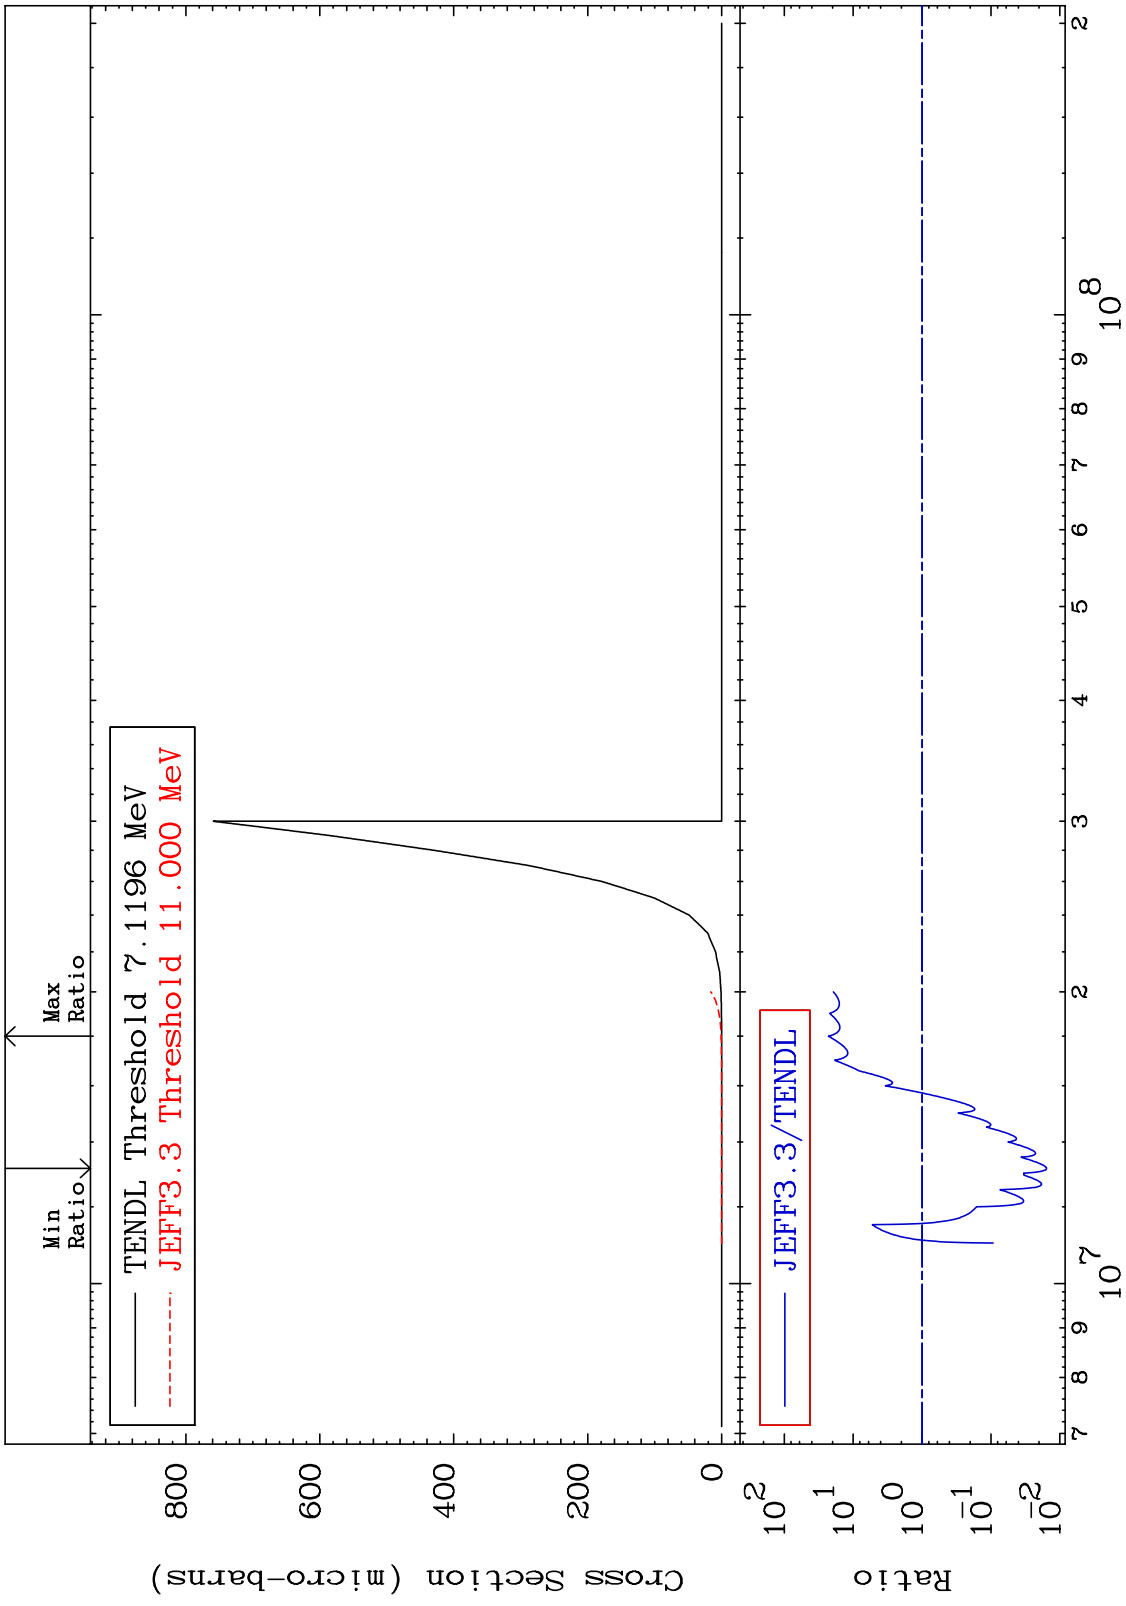 Min
Ratio
Max
Ratio
TENDL Threshold 7.1196 MeV
JEFF3.3 Threshold 11.000 MeV
800
600
400
200
0
Cross Section (micro-barns)
JEFF3.3/TENDL
10^2
10^1
10^0
10^-1
10^-2
Ratio
7 8 9 10^7 2 3 4 5 6 7 8 9 10^8 2